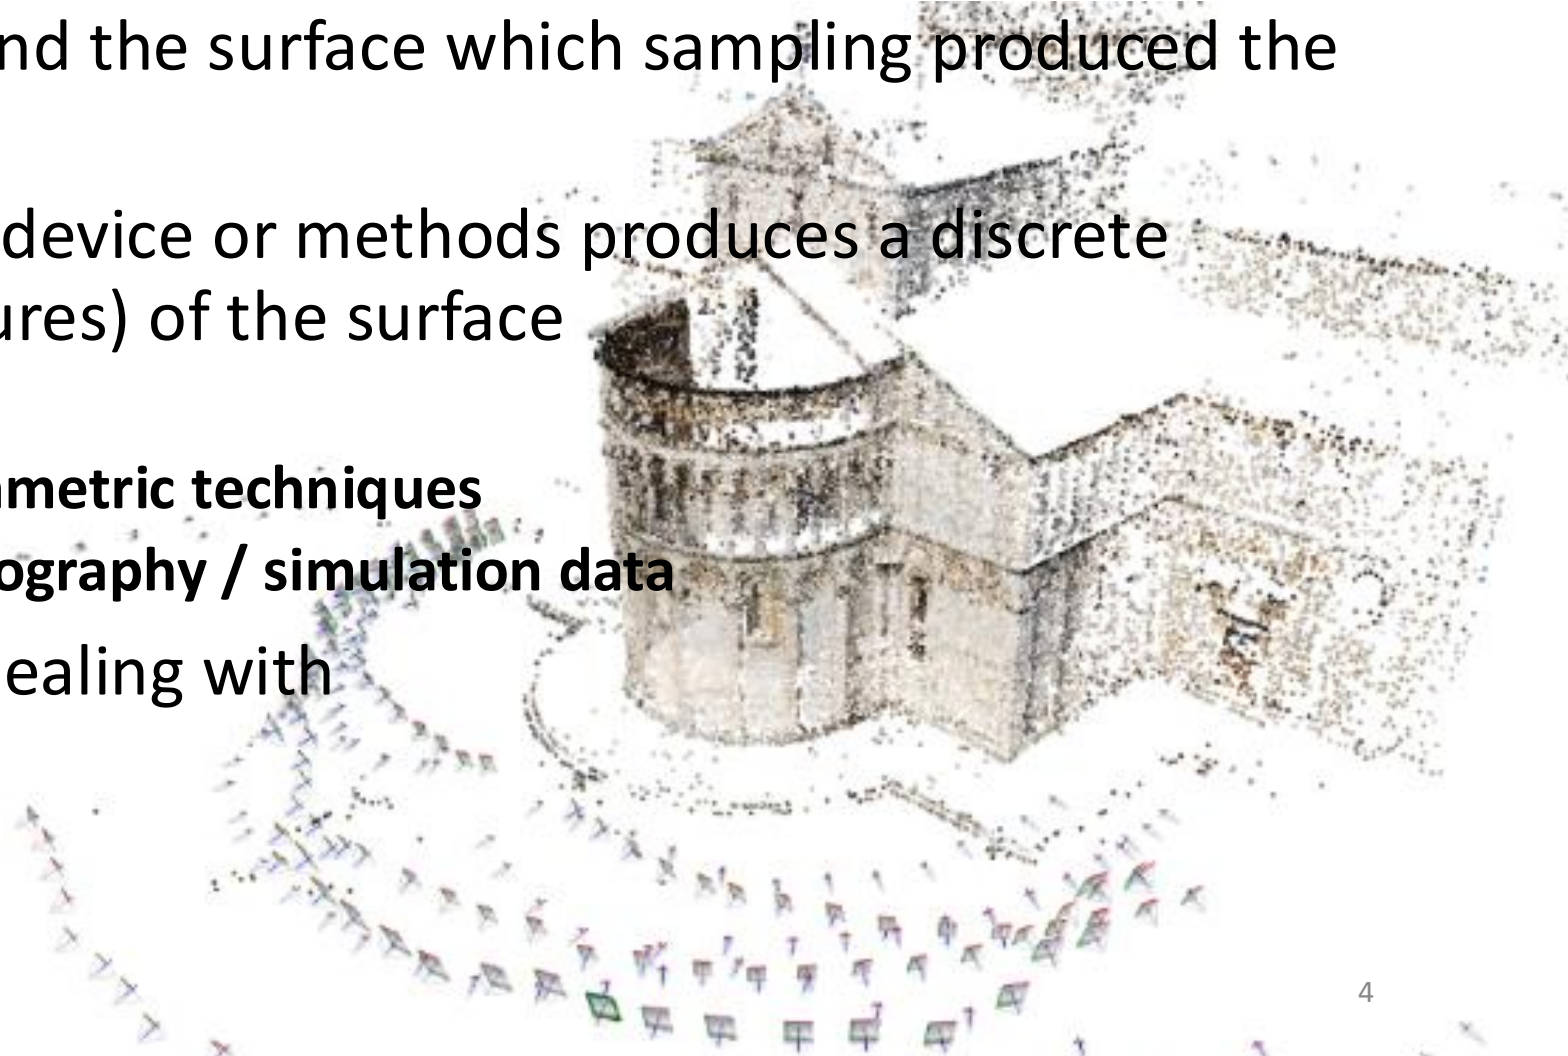 nd the surface which sampling produced the
device or methods produces a discrete
ures) of the surface
metric techniques
ography / simulation data
ealing with
4